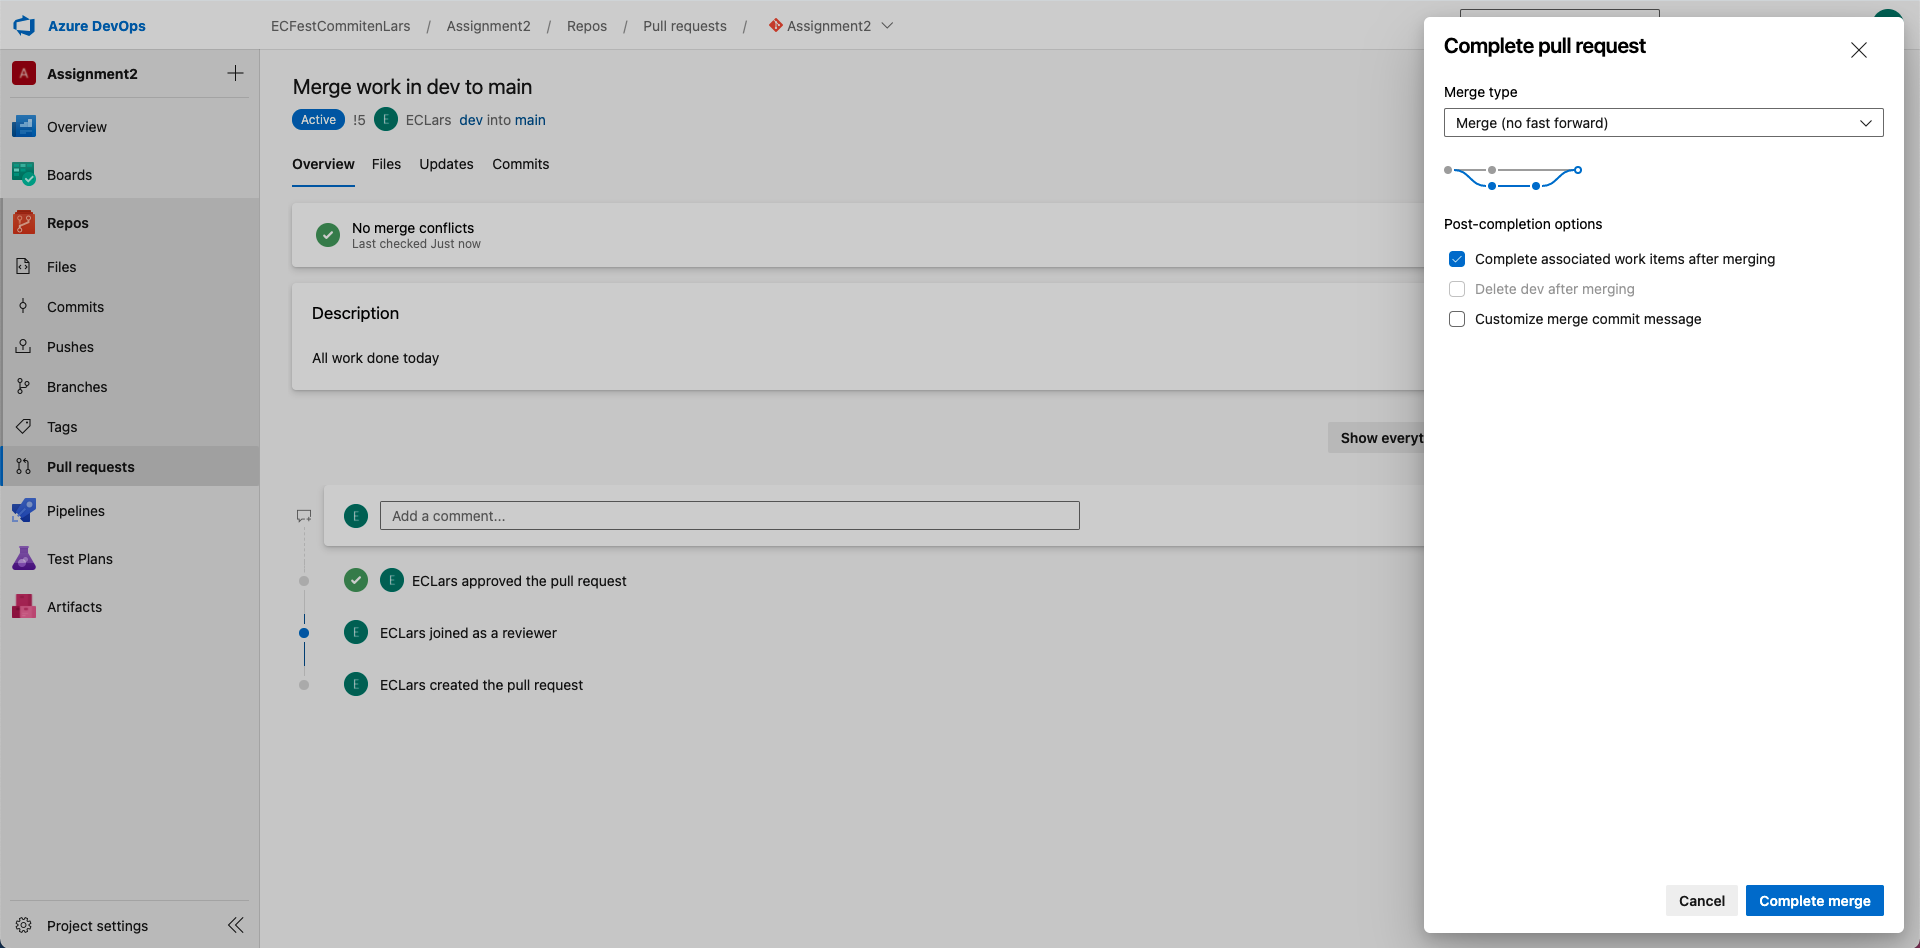 Azure DevOps
ECFestCommitenLars / Assignment2 / Repos / Pull requests / Assignment2
A Assignment2
Overview
Boards
Repos
Files
Commits
Pushes
Branches
Tags
Pull requests
Pipelines
Test Plans
Artifacts
Project settings
Merge work in dev to main
Active !5 E ECLars dev into main
Overview Files Updates Commits
No merge conflicts
Last checked Just now
Description
All work done today
Show everyt
E Add a comment...
E ECLars approved the pull request
E ECLars joined as a reviewer
E ECLars created the pull request
Complete pull request
Merge type
Merge (no fast forward)
Post-completion options
Complete associated work items after merging
Delete dev after merging
Customize merge commit message
Cancel Complete merge